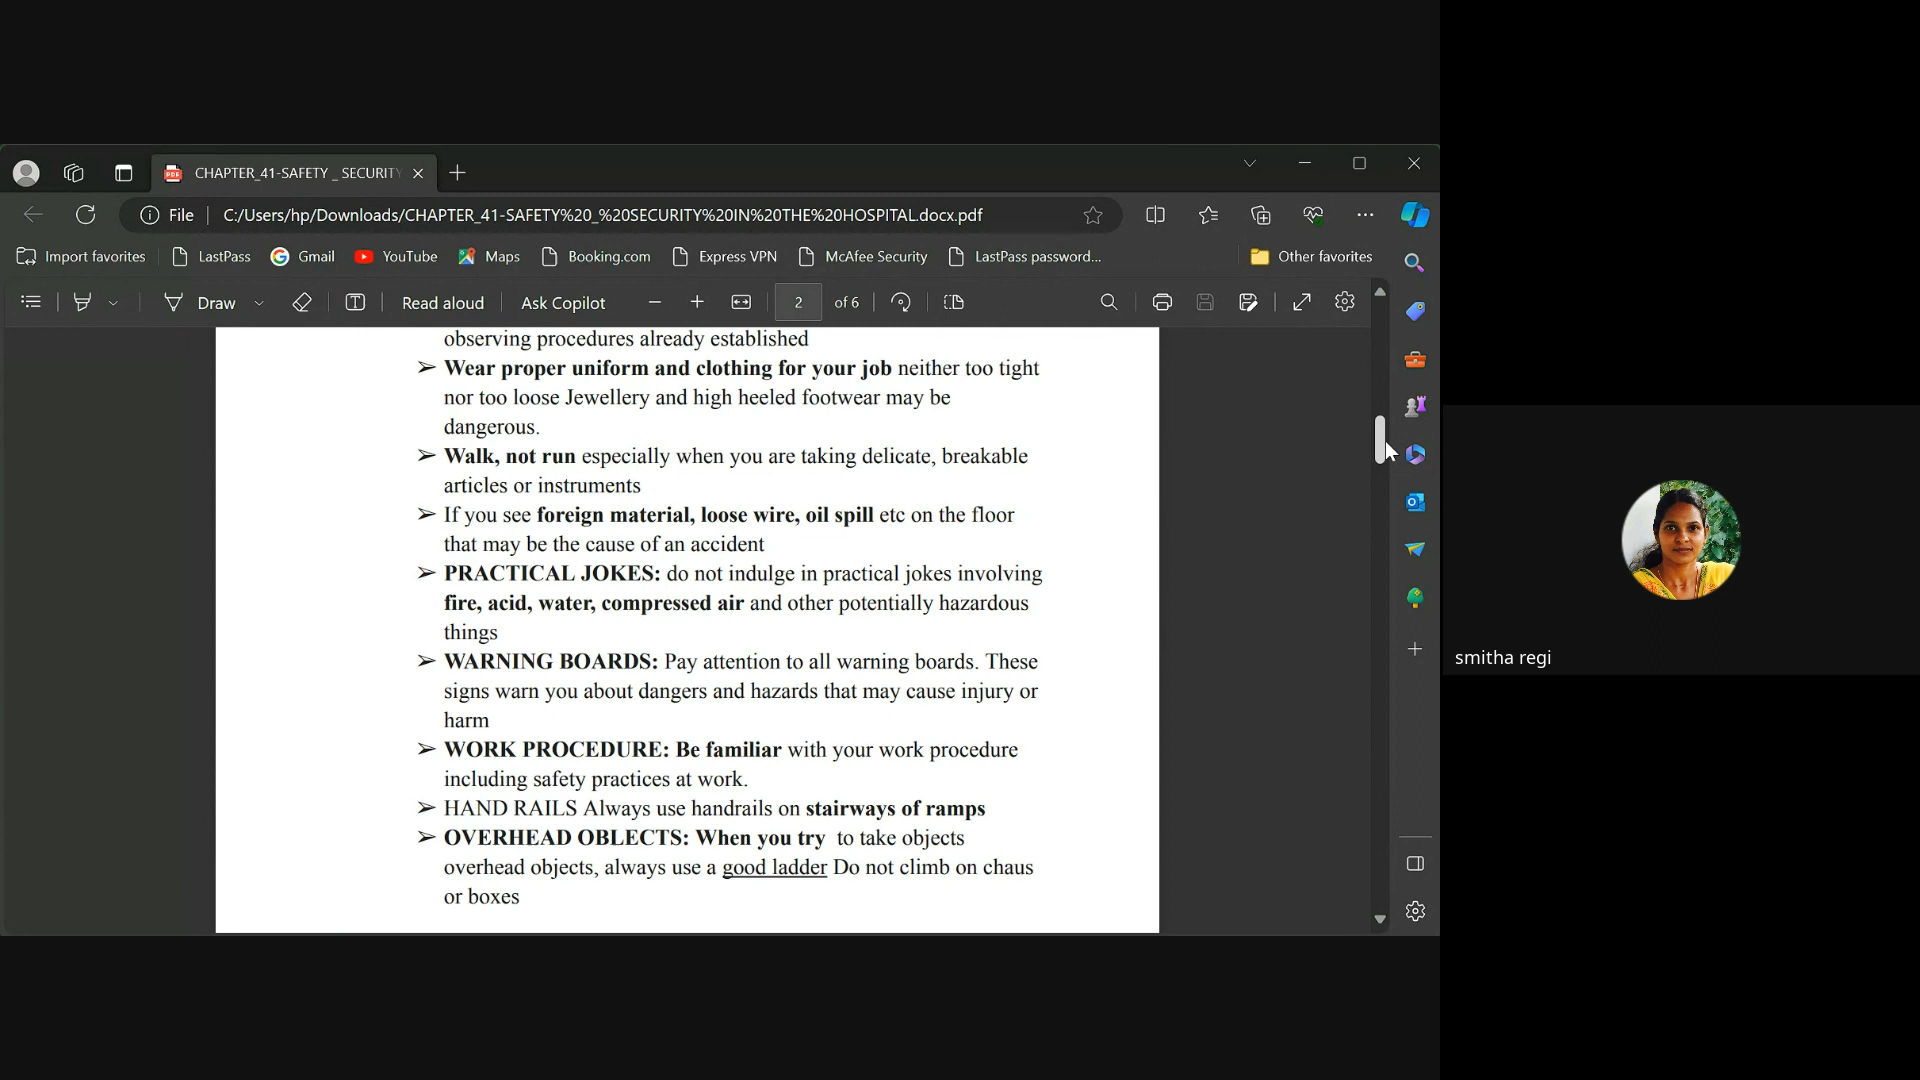 CHAPTER_41-SAFETY _ SECURITY
File
C:/Users/hp/Downloads/CHAPTER_41-SAFETY%20_%20SECURITY%20IN%20THE%20HOSPITAL.docx.pdf
Import favorites
LastPass
Gmail
YouTube
Maps
Booking.com
Express VPN
McAfee Security
LastPass password...
Other favorites
Draw
Read aloud
Ask Copilot
2
of 6
observing procedures already established
➢ Wear proper uniform and clothing for your job neither too tight
nor too loose Jewellery and high heeled footwear may be
dangerous.
➢ Walk, not run especially when you are taking delicate, breakable
articles or instruments
➢ If you see foreign material, loose wire, oil spill etc on the floor
that may be the cause of an accident
➢ PRACTICAL JOKES: do not indulge in practical jokes involving
fire, acid, water, compressed air and other potentially hazardous
things
➢ WARNING BOARDS: Pay attention to all warning boards. These
signs warn you about dangers and hazards that may cause injury or
harm
➢ WORK PROCEDURE: Be familiar with your work procedure
including safety practices at work.
➢ HAND RAILS Always use handrails on stairways of ramps
➢ OVERHEAD OBLECTS: When you try to take objects
overhead objects, always use a good ladder Do not climb on chaus
or boxes
smitha regi